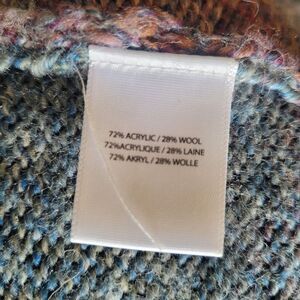 72% ACRYLIC / 28% WOOL
72%ACRYLIQUE / 28% LAINE
72% AKRYL / 28% WOLLE